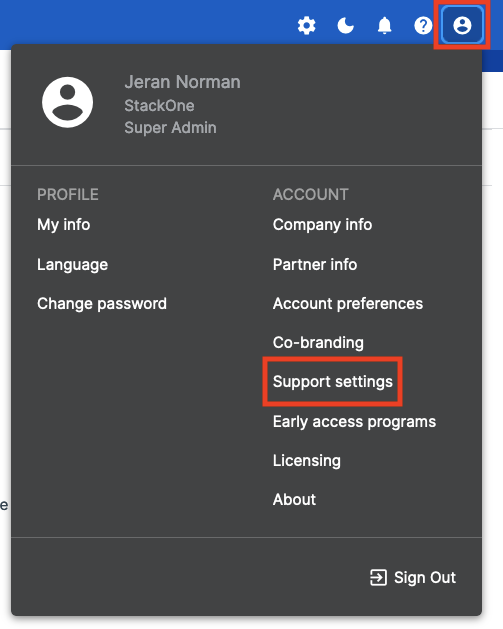 Jeran Norman
StackOne
Super Admin
PROFILE
My info
Language
Change password
ACCOUNT
Company info
Partner info
Account preferences
Co-branding
Support settings
Early access programs
Licensing
About
e
Sign Out